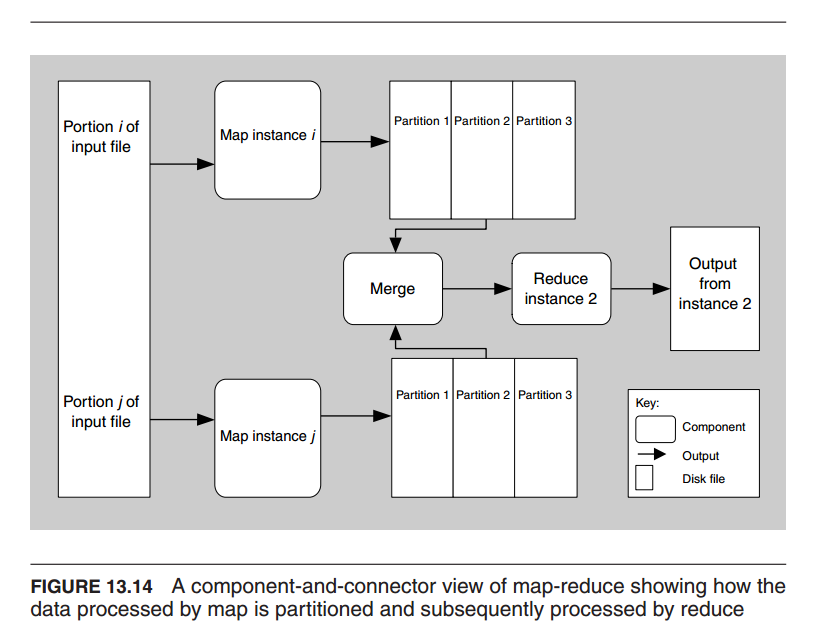 Portion i of
input file
Map instance i
Partition 1 Partition 2 Partition 3
Merge
Reduce
instance 2
Output
from
instance 2
Portion j of
input file
Map instance j
Partition 1 Partition 2 Partition 3
Key:
Component
Output
Disk file
FIGURE 13.14 A component-and-connector view of map-reduce showing how the
data processed by map is partitioned and subsequently processed by reduce